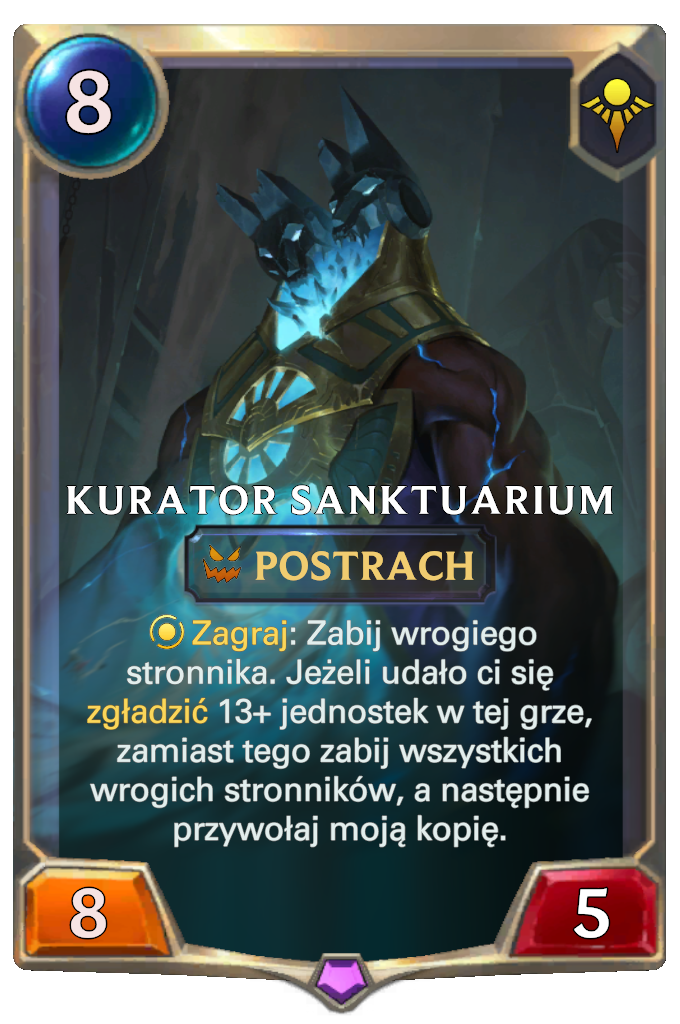 8
KURATOR SANKTUARIUM
POSTRACH
Zagraj: Zabij wrogiego
stronnika. Jeżeli udało ci się
zgładzić 13+ jednostek w tej grze,
zamiast tego zabij wszystkich
wrogich stronników, a następnie
przywołaj moją kopię.
8
5